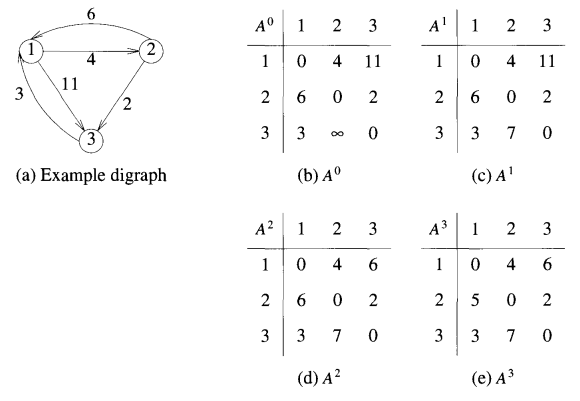 6
1
4
2
11
3
2
3
(a) Example digraph
A⁰ 1 2 3
1 0 4 11
2 6 0 2
3 3 ∞ 0
(b) A⁰
A¹ 1 2 3
1 0 4 11
2 6 0 2
3 3 7 0
(c) A¹
A² 1 2 3
1 0 4 6
2 6 0 2
3 3 7 0
(d) A²
A³ 1 2 3
1 0 4 6
2 5 0 2
3 3 7 0
(e) A³